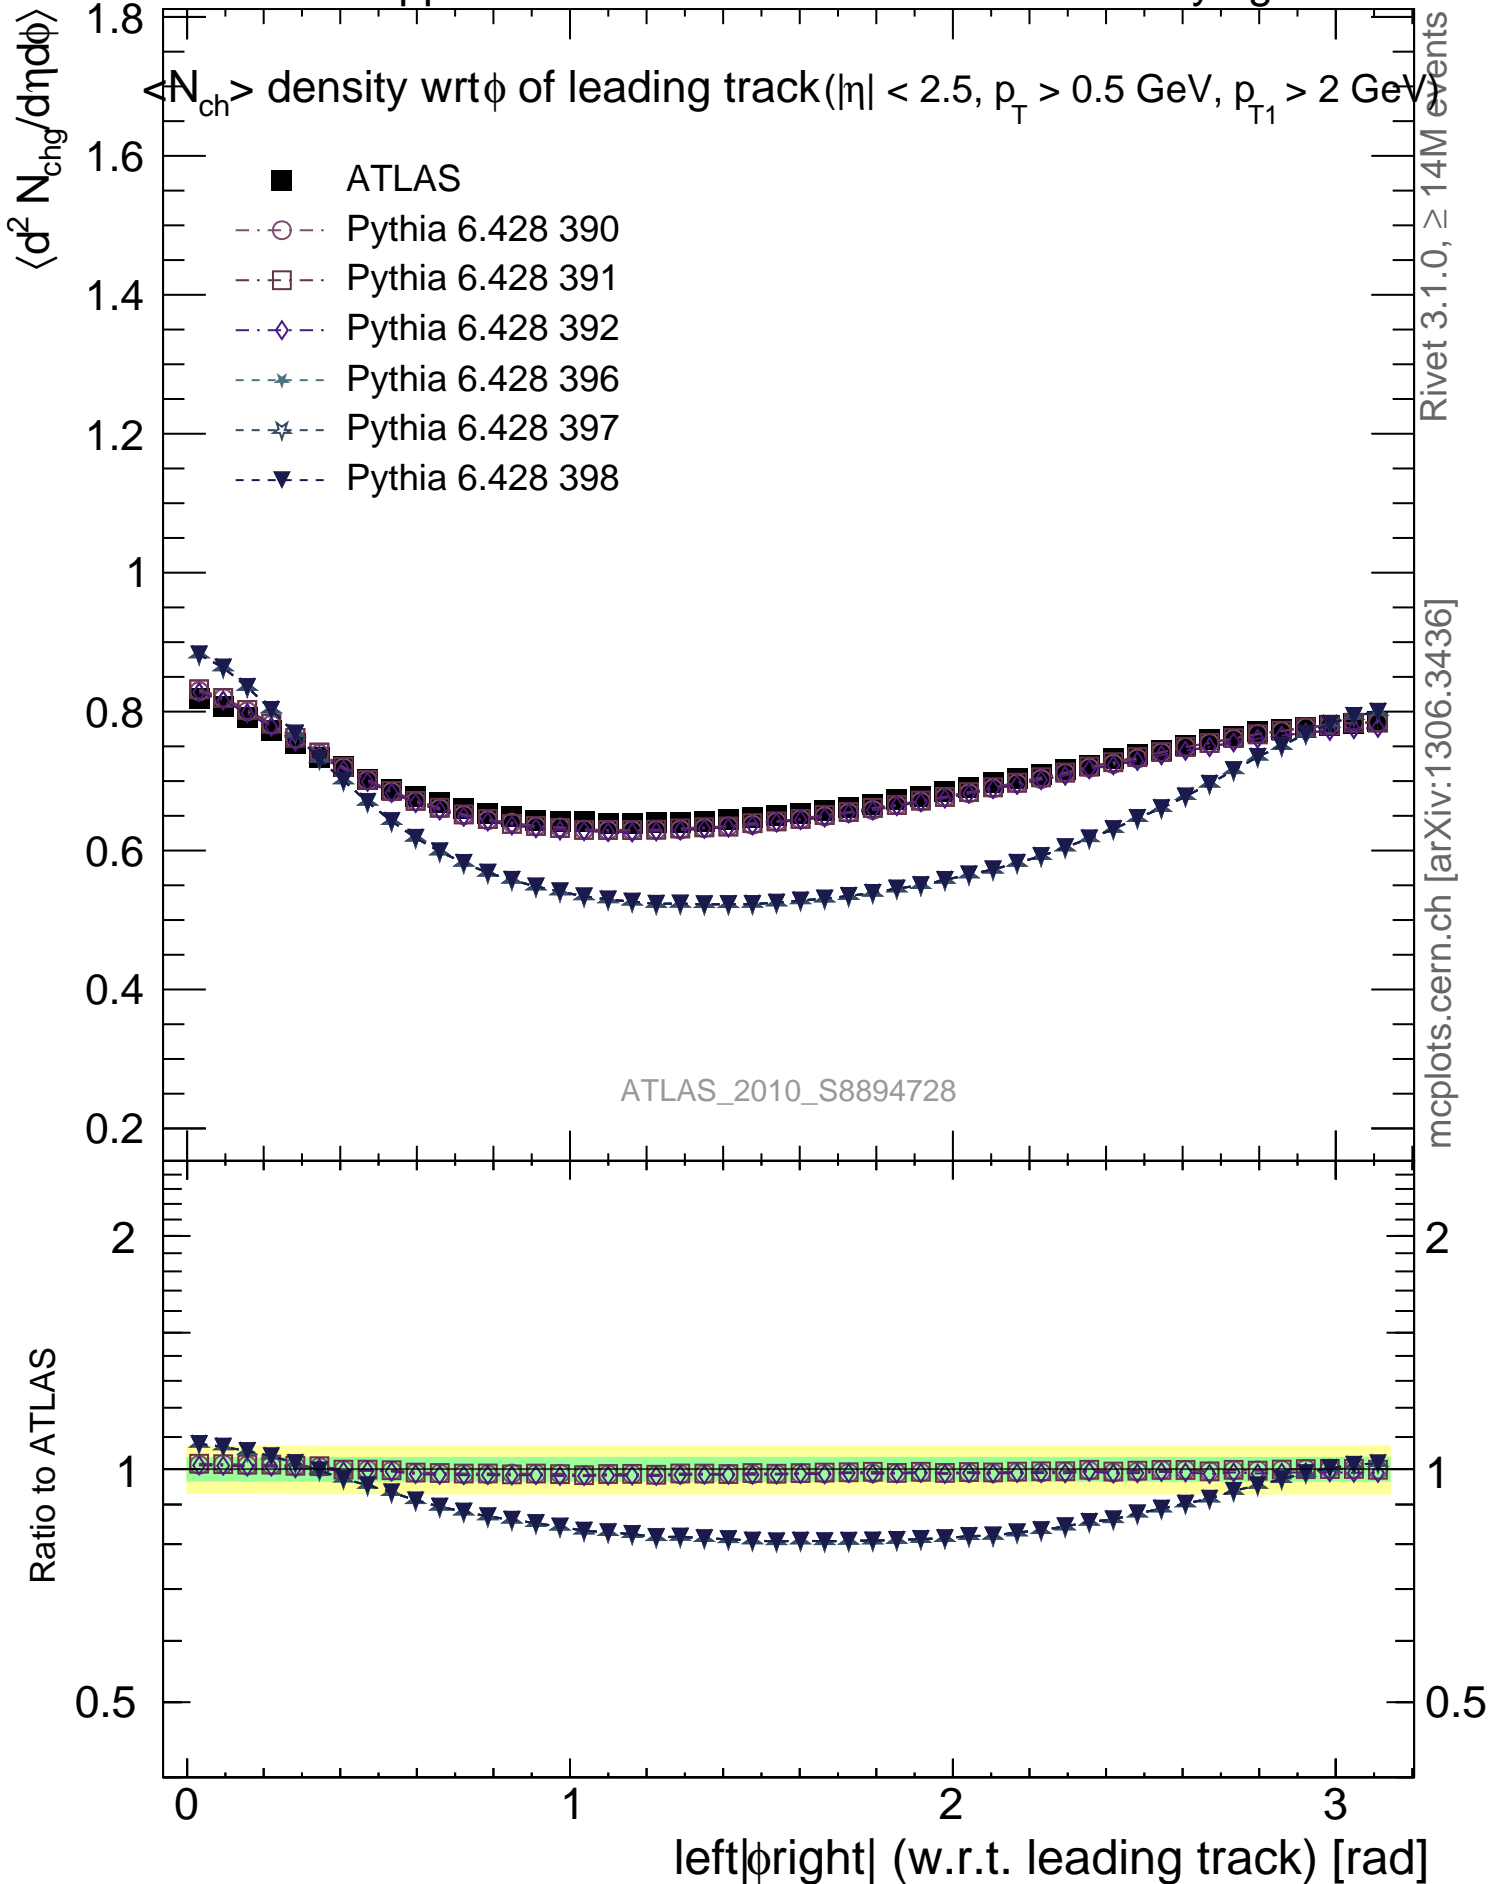 <N_ch> density wrt ϕ of leading track (|η| < 2.5, p_T > 0.5 GeV, p_T1 > 2 GeV)
⟨d² N_chg/dηdϕ⟩
ATLAS
Pythia 6.428 390
Pythia 6.428 391
Pythia 6.428 392
Pythia 6.428 396
Pythia 6.428 397
Pythia 6.428 398
1.8
1.6
1.4
1.2
1
0.8
0.6
0.4
0.2
ATLAS_2010_S8894728
Rivet 3.1.0, ≥ 14M events
mcplots.cern.ch [arXiv:1306.3436]
Ratio to ATLAS
2
1
0.5
2
1
0.5
0
1
2
3
left|ϕright| (w.r.t. leading track) [rad]